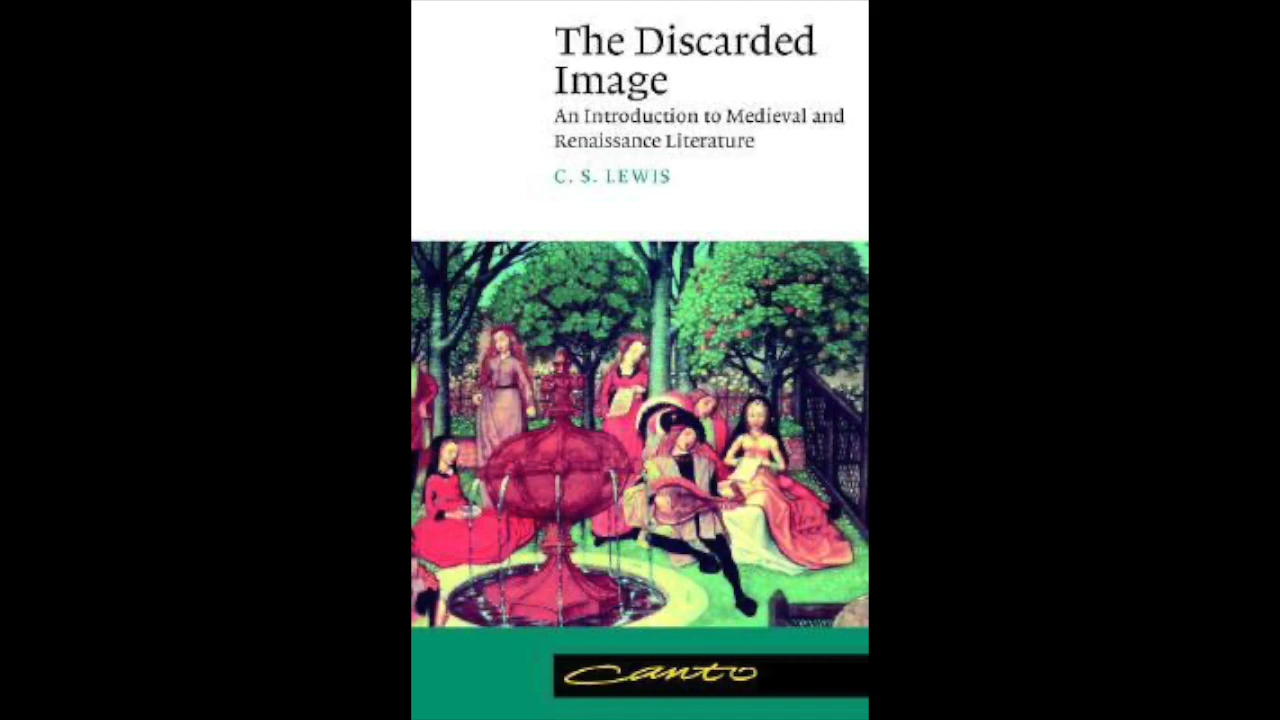 The Discarded
Image
An Introduction to Medieval and
Renaissance Literature
C. S. LEWIS
Canto